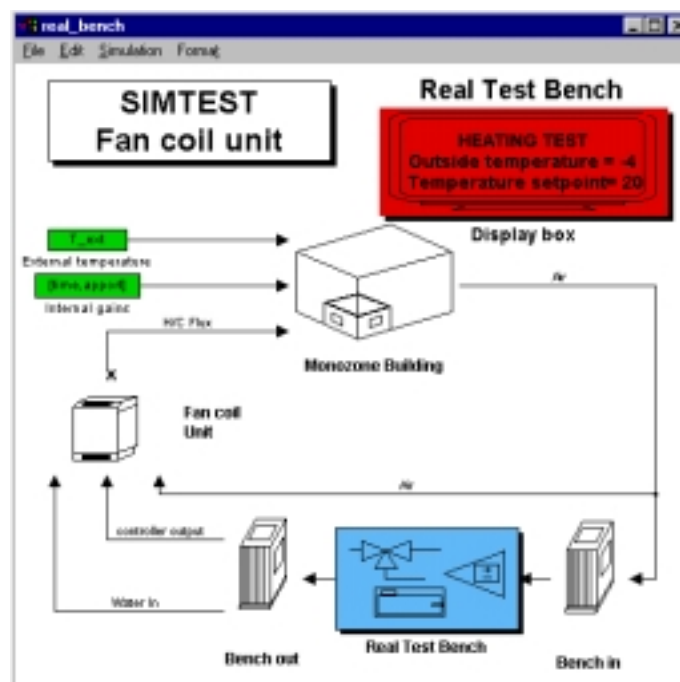 real_bench
File Edit Simulation Format
SIMTEST
Fan coil unit
Real Test Bench
HEATING TEST
Outside temperature = -4
Temperature setpoint= 20
Display box
T_ext
External temperature
[time,apport]
Internal gains
H/C Flux
Air
Monozone Building
Fan coil
Unit
Air
controller output
Water In
Bench out
Real Test Bench
Bench in